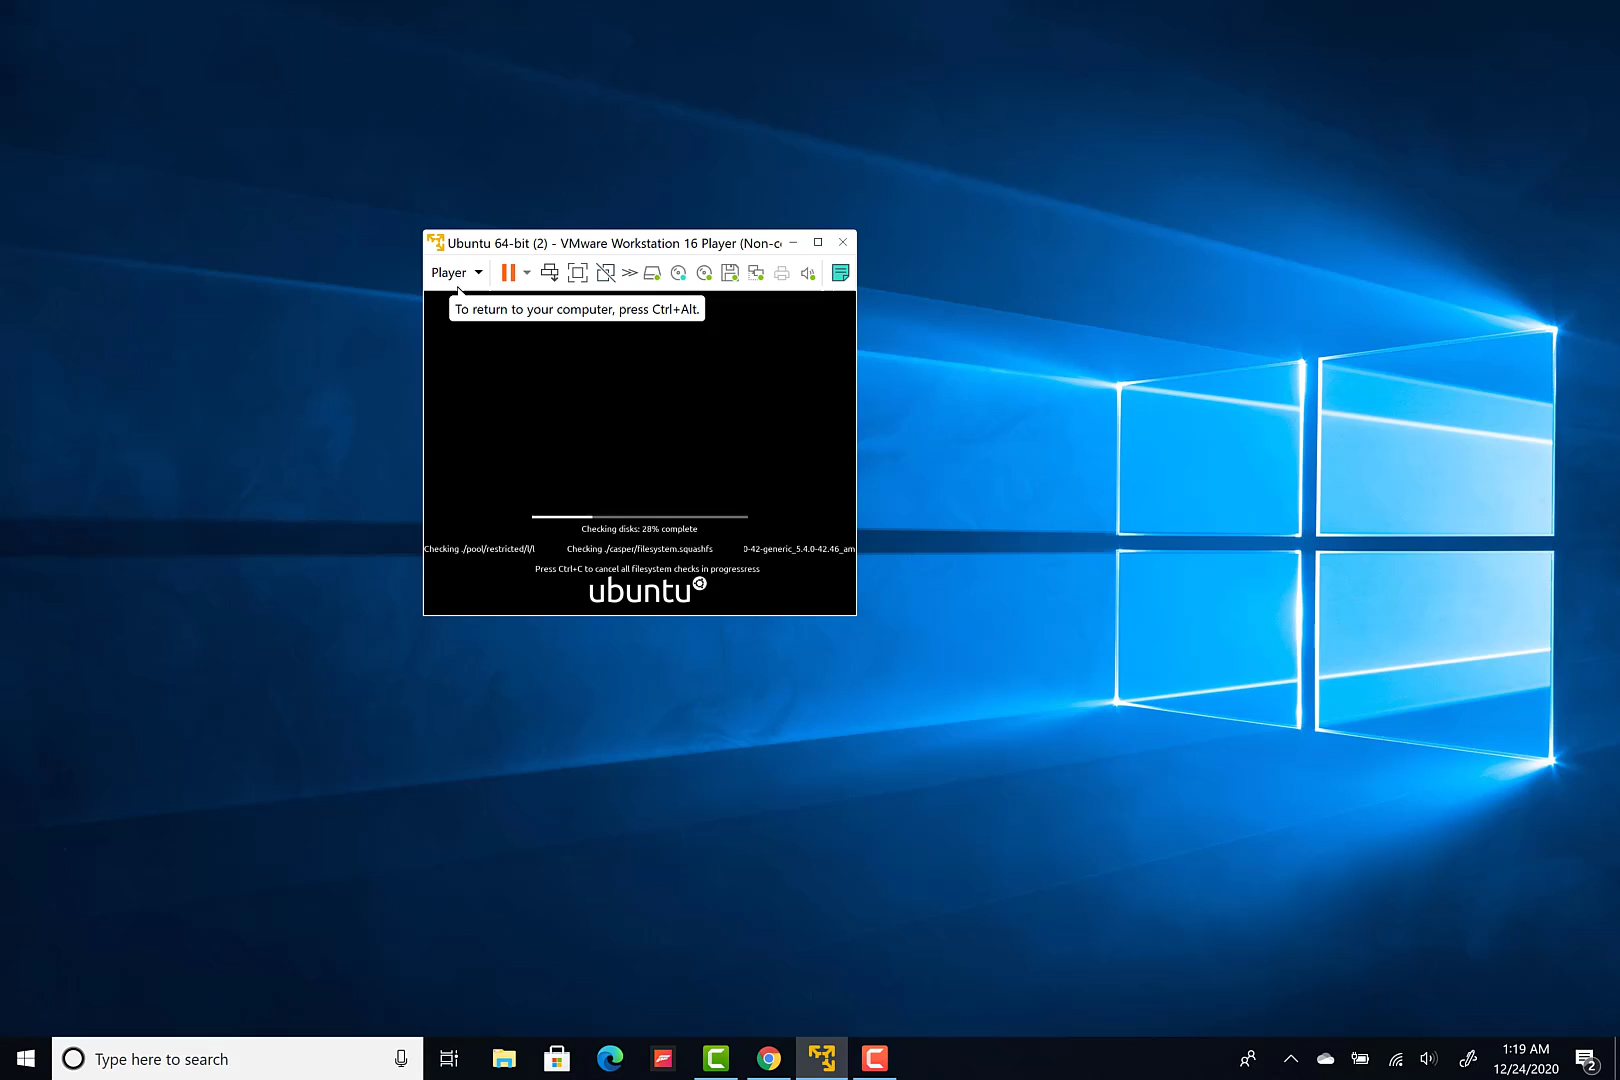 Ubuntu 64-bit (2) - VMware Workstation 16 Player (Non-c
Player
To return to your computer, press Ctrl+Alt.
Checking disks: 28% complete
Checking ./pool/restricted/l/l
Checking ./casper/filesystem.squashfs
0-42-generic_5.4.0-42.46_am
Press Ctrl+C to cancel all filesystem checks in progressress
ubuntu
Type here to search
1:19 AM
12/24/2020
2